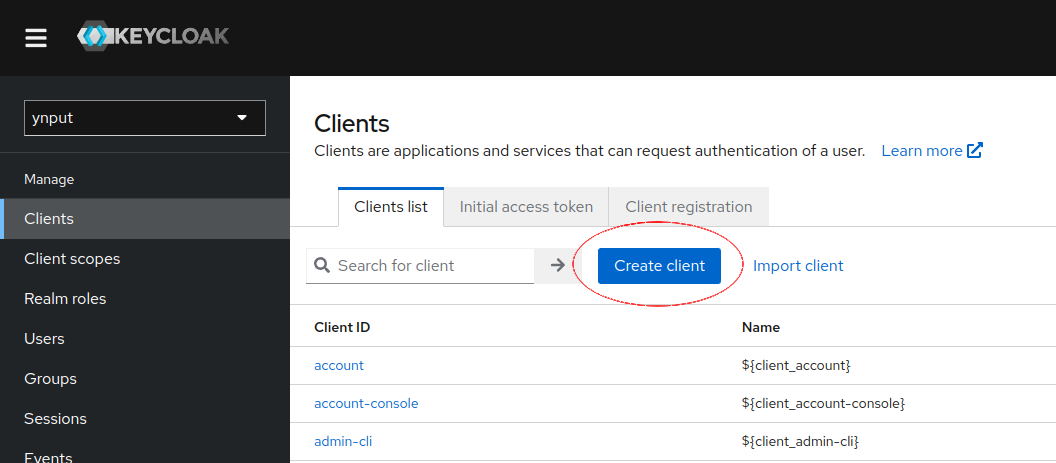 KEYCLOAK
ynput
Manage
Clients
Client scopes
Realm roles
Users
Groups
Sessions
Events
Clients
Clients are applications and services that can request authentication of a user. Learn more
Clients list Initial access token Client registration
Search for client Create client Import client
Client ID Name
account ${client_account}
account-console ${client_account-console}
admin-cli ${client_admin-cli}